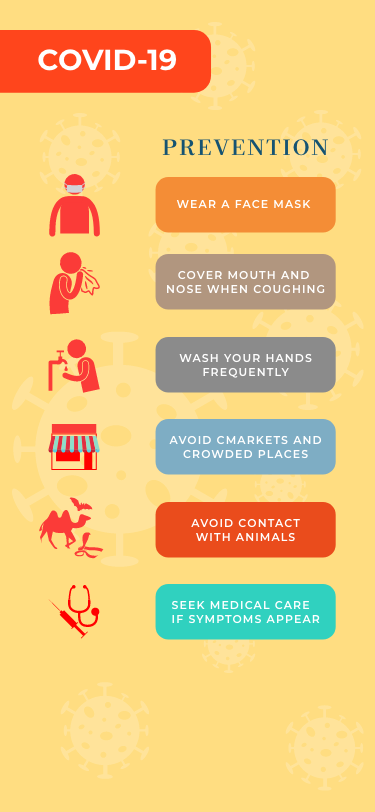 COVID-19
PREVENTION
WEAR A FACE MASK
COVER MOUTH AND
NOSE WHEN COUGHING
WASH YOUR HANDS
FREQUENTLY
AVOID CMARKETS AND
CROWDED PLACES
AVOID CONTACT
WITH ANIMALS
SEEK MEDICAL CARE
IF SYMPTOMS APPEAR